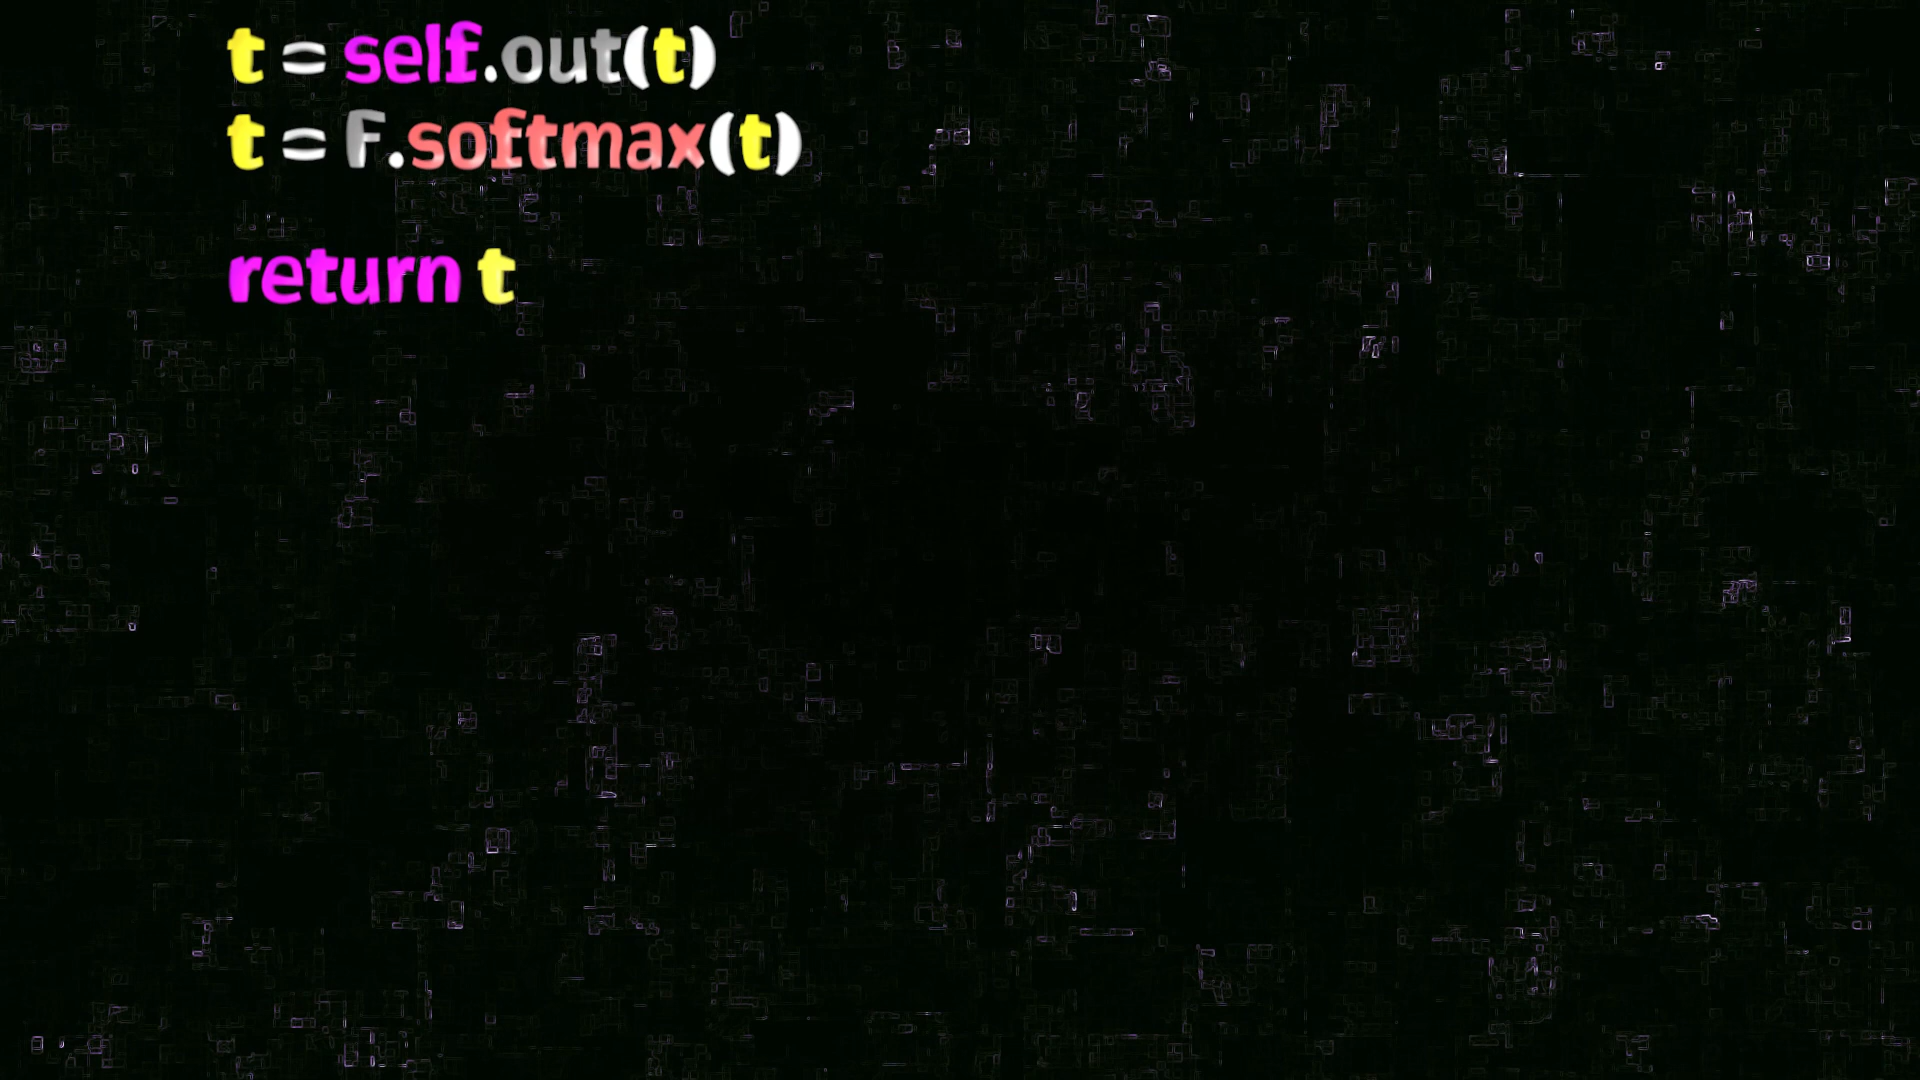 t = self.out(t)
t = F.softmax(t)
return t